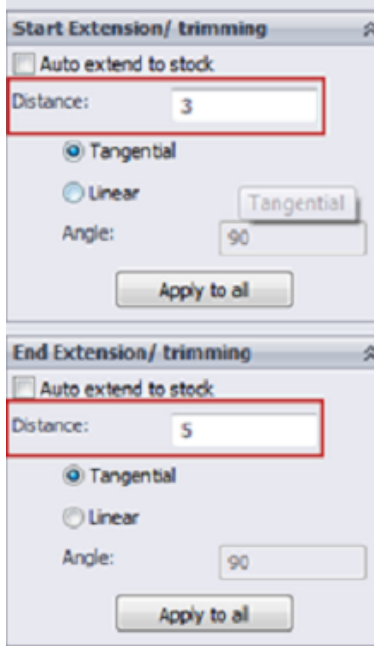 Start Extension/ trimming
Auto extend to stock
Distance: 3
Tangential
Linear
Tangential
Angle: 90
Apply to all
End Extension/ trimming
Auto extend to stock
Distance: 5
Tangential
Linear
Angle: 90
Apply to all